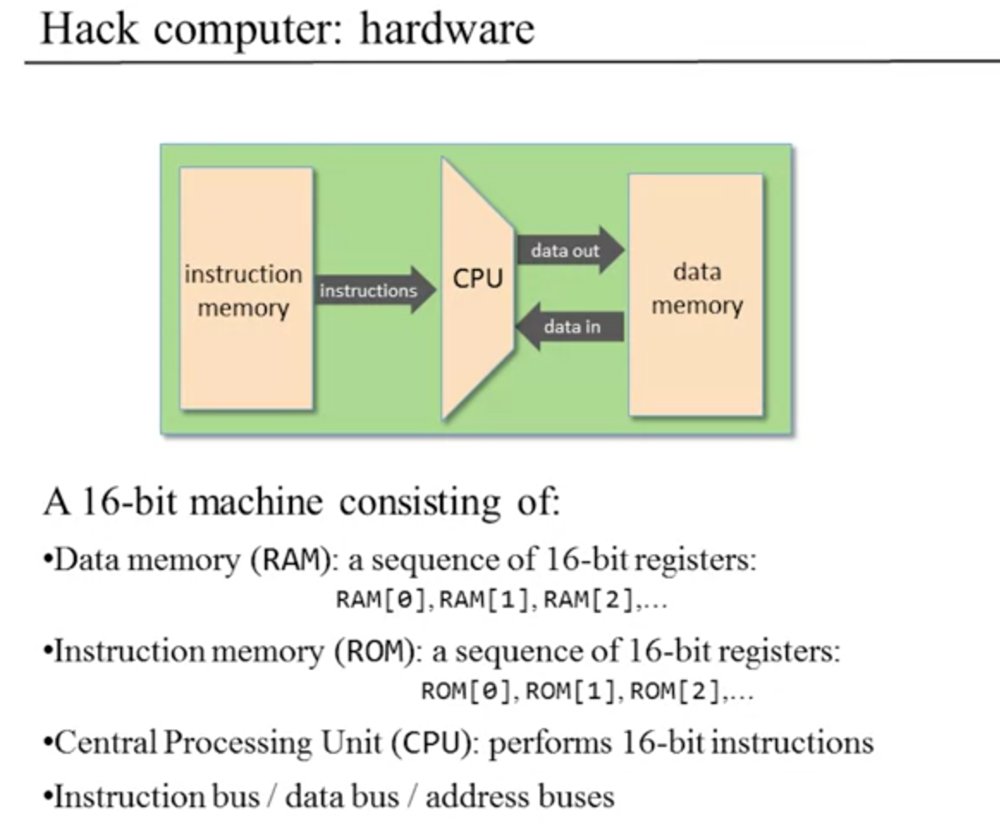 Hack computer: hardware
instruction
memory
instructions
CPU
data out
data in
data
memory
A 16-bit machine consisting of:
•Data memory (RAM): a sequence of 16-bit registers:
RAM[0], RAM[1], RAM[2],...
•Instruction memory (ROM): a sequence of 16-bit registers:
ROM[0], ROM[1], ROM[2],...
•Central Processing Unit (CPU): performs 16-bit instructions
•Instruction bus / data bus / address buses